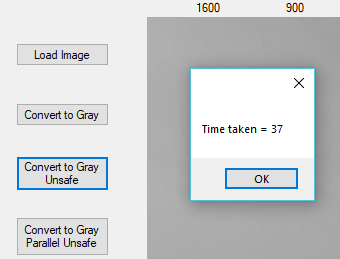 1600 900
Load Image
Convert to Gray
Time taken = 37
Convert to Gray
Unsafe
OK
Convert to Gray
Parallel Unsafe